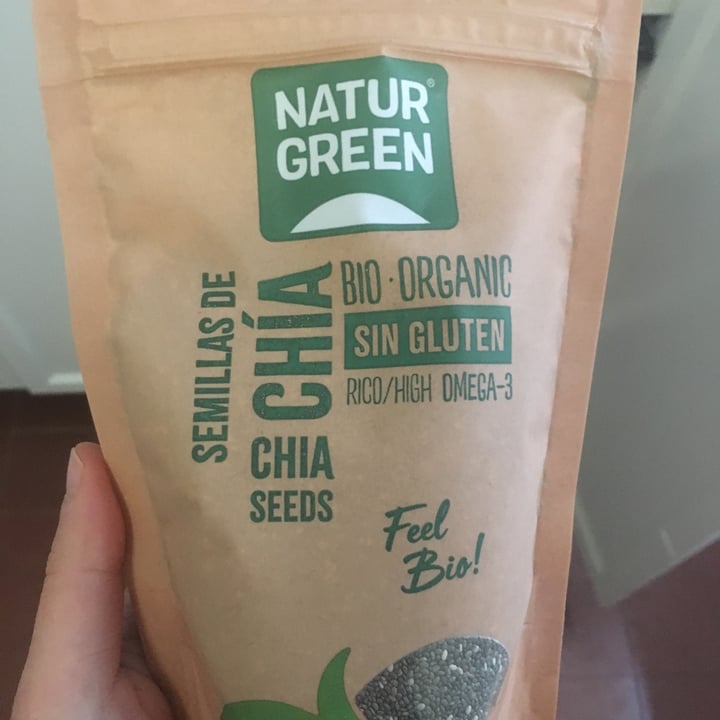 NATUR®
GREEN
SEMILLAS DE
CHÍA
CHIA
SEEDS
BIO · ORGANIC
SIN GLUTEN
RICO/HIGH OMEGA-3
Feel
Bio!